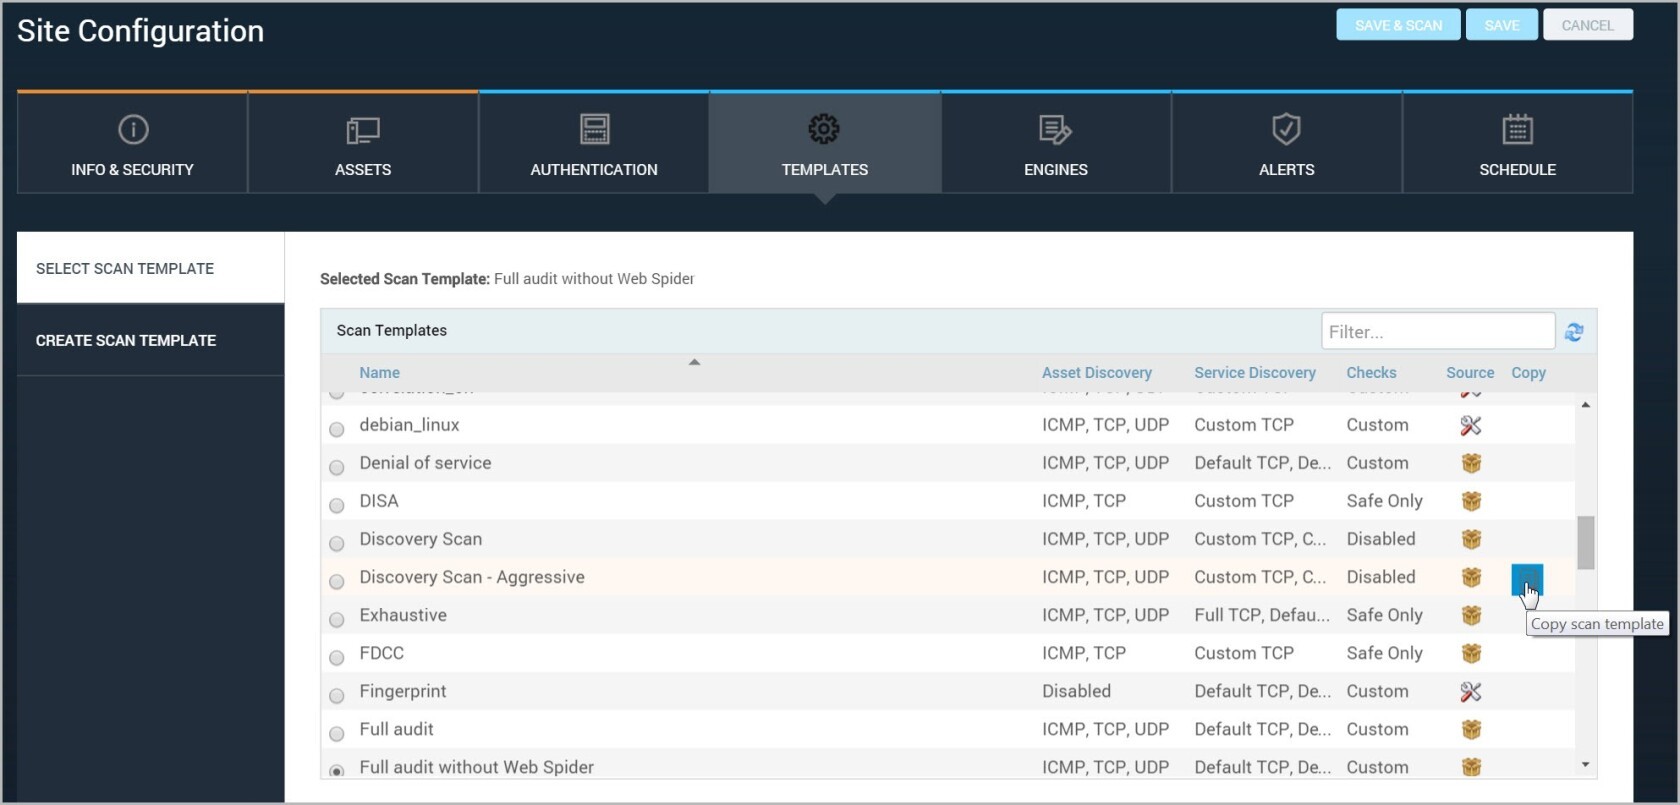 Site Configuration
SAVE & SCAN SAVE CANCEL
INFO & SECURITY ASSETS AUTHENTICATION TEMPLATES ENGINES ALERTS SCHEDULE
SELECT SCAN TEMPLATE
CREATE SCAN TEMPLATE
Selected Scan Template: Full audit without Web Spider
Scan Templates Filter...
Name Asset Discovery Service Discovery Checks Source Copy
debian_linux ICMP, TCP, UDP Custom TCP Custom
Denial of service ICMP, TCP, UDP Default TCP, De... Custom
DISA ICMP, TCP Custom TCP Safe Only
Discovery Scan ICMP, TCP, UDP Custom TCP, C... Disabled
Discovery Scan - Aggressive ICMP, TCP, UDP Custom TCP, C... Disabled
Exhaustive ICMP, TCP, UDP Full TCP, Defau... Safe Only
Copy scan template
FDCC ICMP, TCP Custom TCP Safe Only
Fingerprint Disabled Default TCP, De... Custom
Full audit ICMP, TCP, UDP Default TCP, De... Custom
Full audit without Web Spider ICMP, TCP, UDP Default TCP, De... Custom